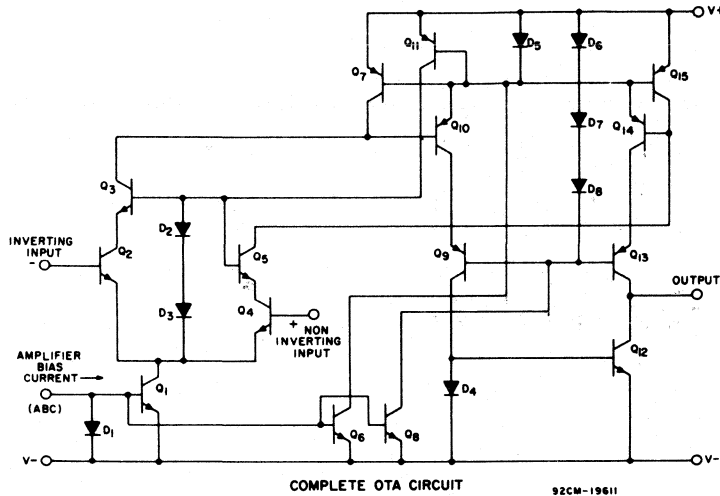 V+
Q11
D5
D6
Q7
Q15
Q10
Q14
D7
Q3
D8
D2
INVERTING
INPUT
-
Q2
Q5
Q9
Q13
D3
Q4
OUTPUT
+
NON
INVERTING
INPUT
AMPLIFIER
BIAS
CURRENT→
(ABC)
Q1
Q12
D4
D1
Q6
Q8
V-
V-
COMPLETE OTA CIRCUIT
92CM-19611